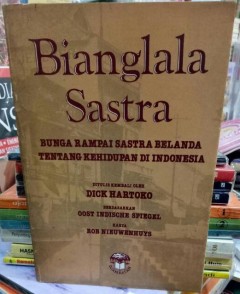 Bianglala
Sastra
BUNGA RAMPAI SASTRA BELANDA
TENTANG KEHIDUPAN DI INDONESIA
DITULIS KEMBALI OLEH
DICK HARTOKO
BERDASARKAN
OOST INDISCHE SPIEGEL
KARYA
ROB NIEUWENHUYS